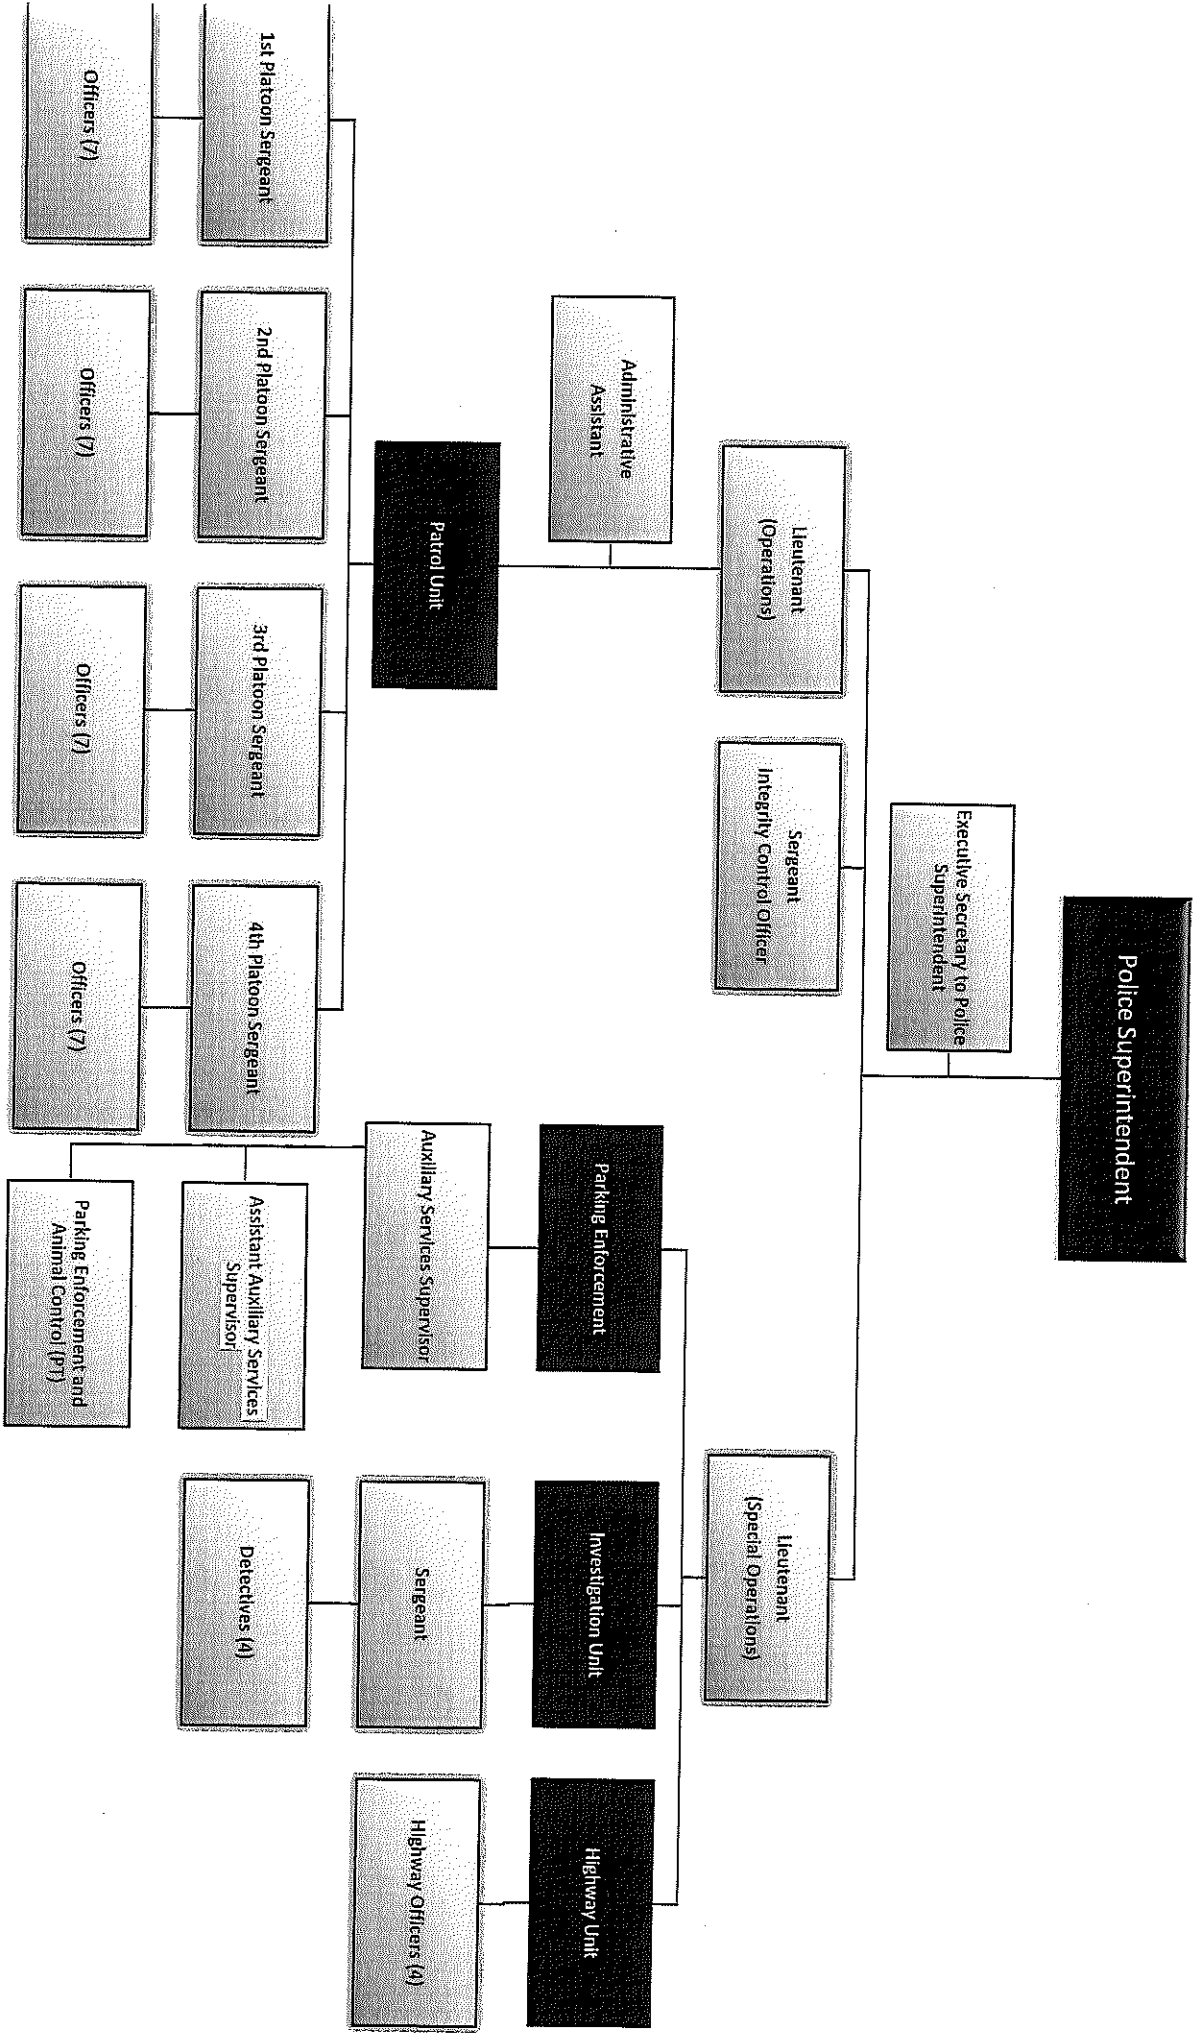 Police Superintendent
Executive Secretary to Police
Superintendent
Lieutenant
(Operations)
Sergeant
Integrity Control Officer
Lieutenant
(Special Operations)
Administrative
Assistant
Patrol Unit
Parking Enforcement
Investigation Unit
Highway Unit
1st Platoon Sergeant
2nd Platoon Sergeant
3rd Platoon Sergeant
4th Platoon Sergeant
Auxiliary Services Supervisor
Sergeant
Highway Officers (4)
Officers (7)
Officers (7)
Officers (7)
Officers (7)
Assistant Auxiliary Services
Supervisor
Detectives (4)
Parking Enforcement and
Animal Control (PT)